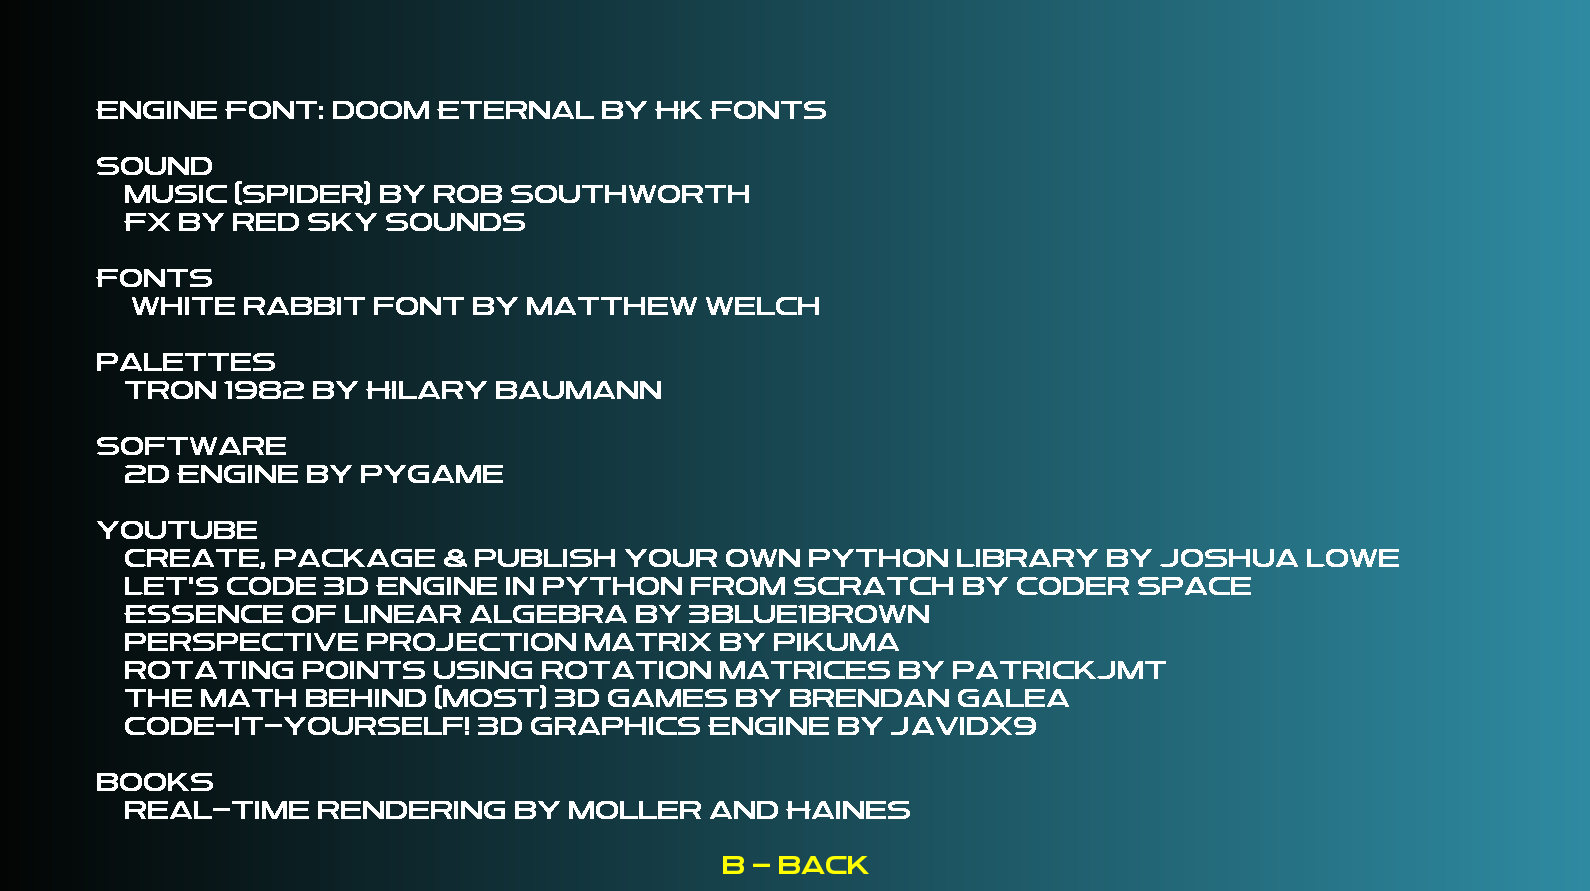 Engine Font: DOOM Eternal by HK Fonts
Sound
Music (Spider) by Rob Southworth
FX by Red Sky Sounds
Fonts
White Rabbit Font by Matthew Welch
Palettes
TRON 1982 by Hilary Baumann
Software
2D Engine by Pygame
YouTube
Create, Package & Publish Your OWN Python Library by Joshua Lowe
Let's code 3D Engine in Python from Scratch by Coder Space
Essence of Linear Algebra by 3Blue1Brown
Perspective Projection Matrix by Pikuma
Rotating Points Using Rotation Matrices by PatrickJMT
The Math behind (most) 3D games by Brendan Galea
Code-It-Yourself! 3D Graphics Engine by javidx9
Books
Real-Time Rendering by Moller and Haines
B - Back